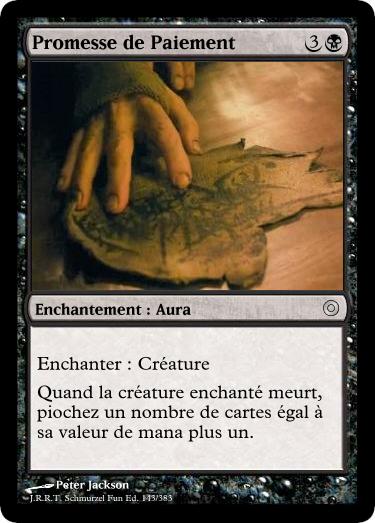 Promesse de Paiement 3
Enchantement : Aura
Enchanter : Créature
Quand la créature enchanté meurt,
piochez un nombre de cartes égal à
sa valeur de mana plus un.
Peter Jackson
J.R.R.T. Schmurzel Fun Ed. 143/383